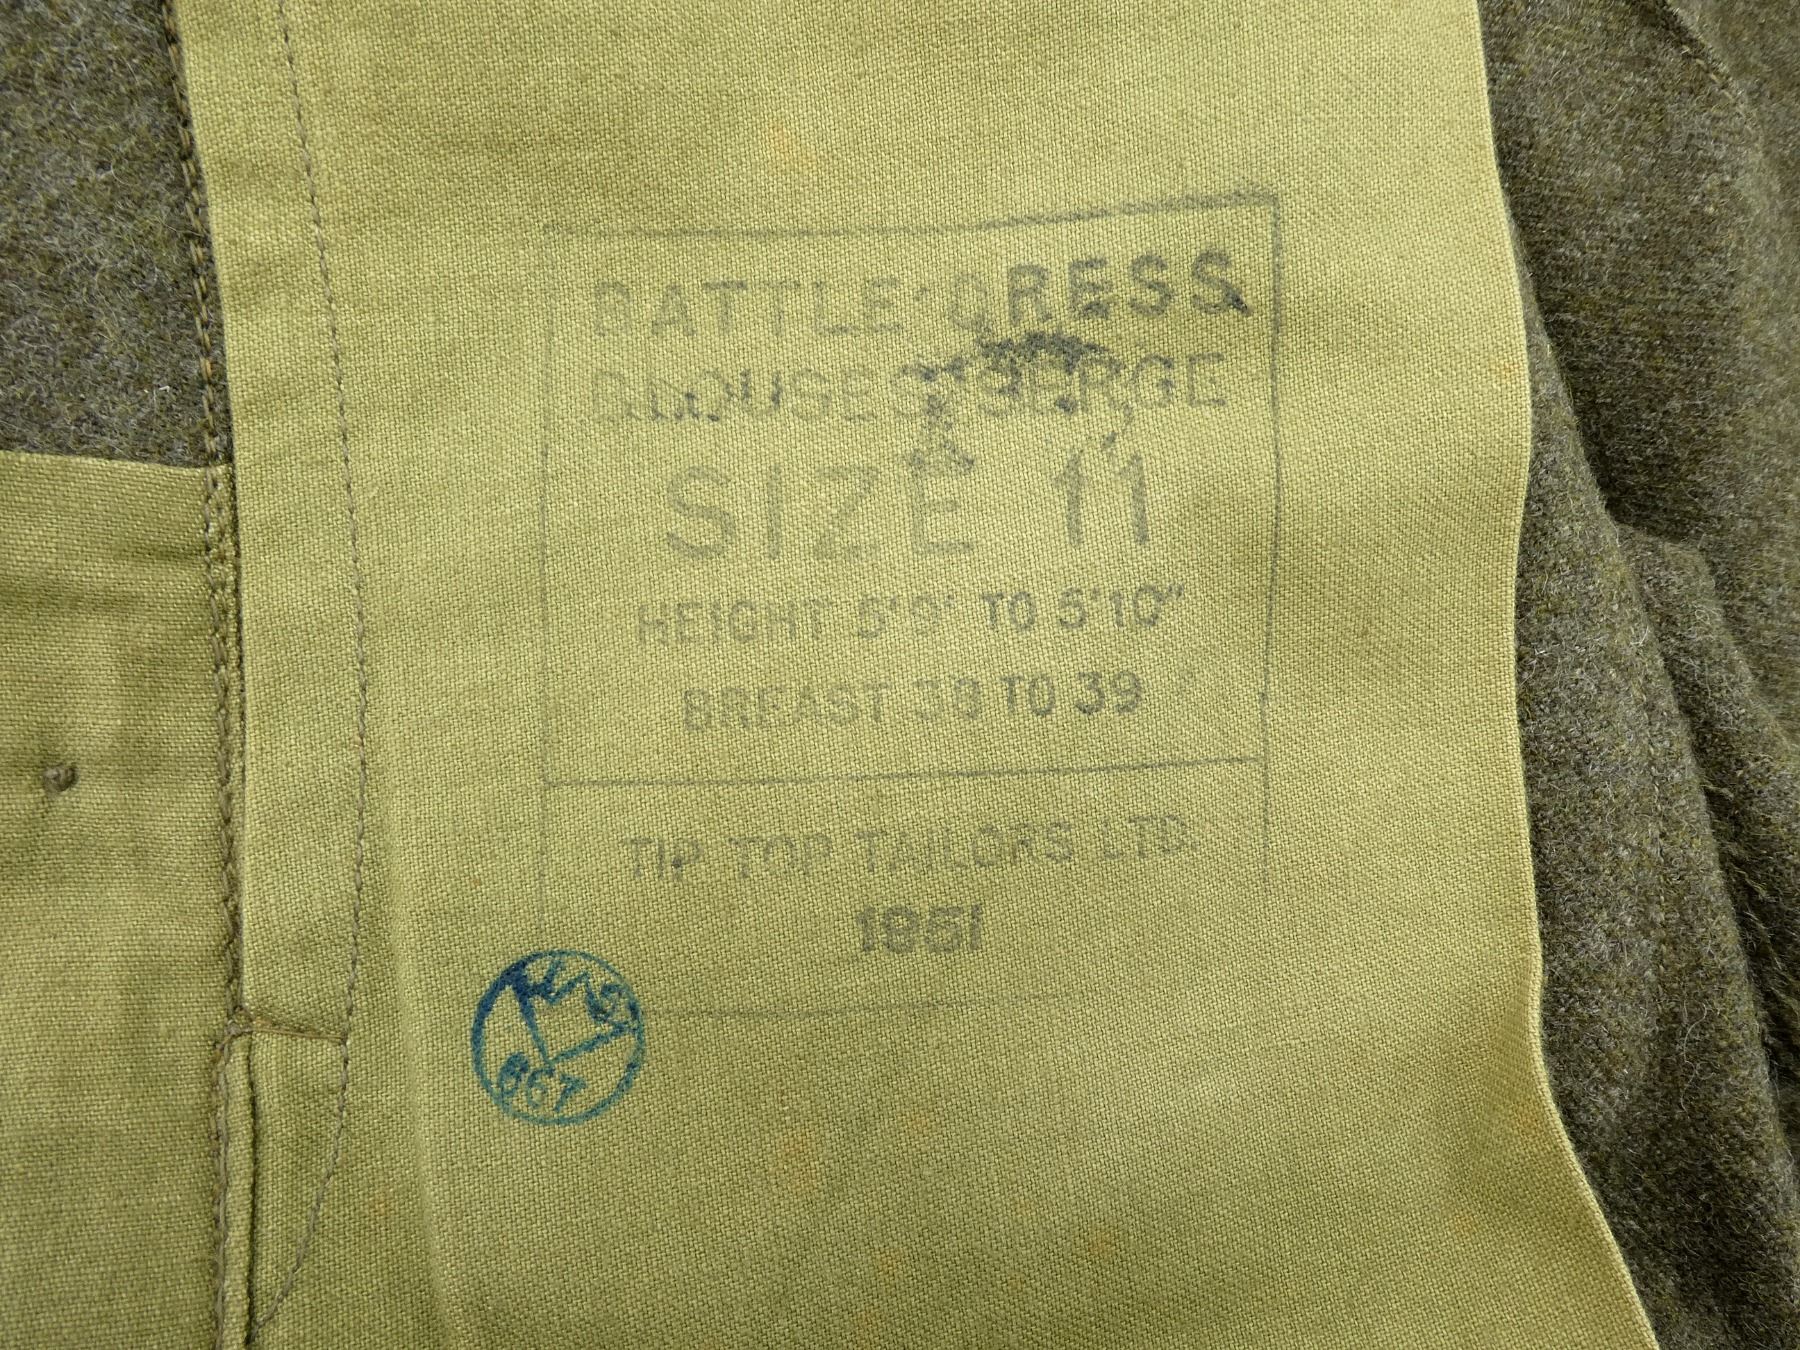 BATTLE DRESS
BLOUSES SERGE
SIZE 11
HEIGHT 5'9' TO 5'10"
BREAST 38 TO 39
TIP TOP TAILORS LTD.
1951
667